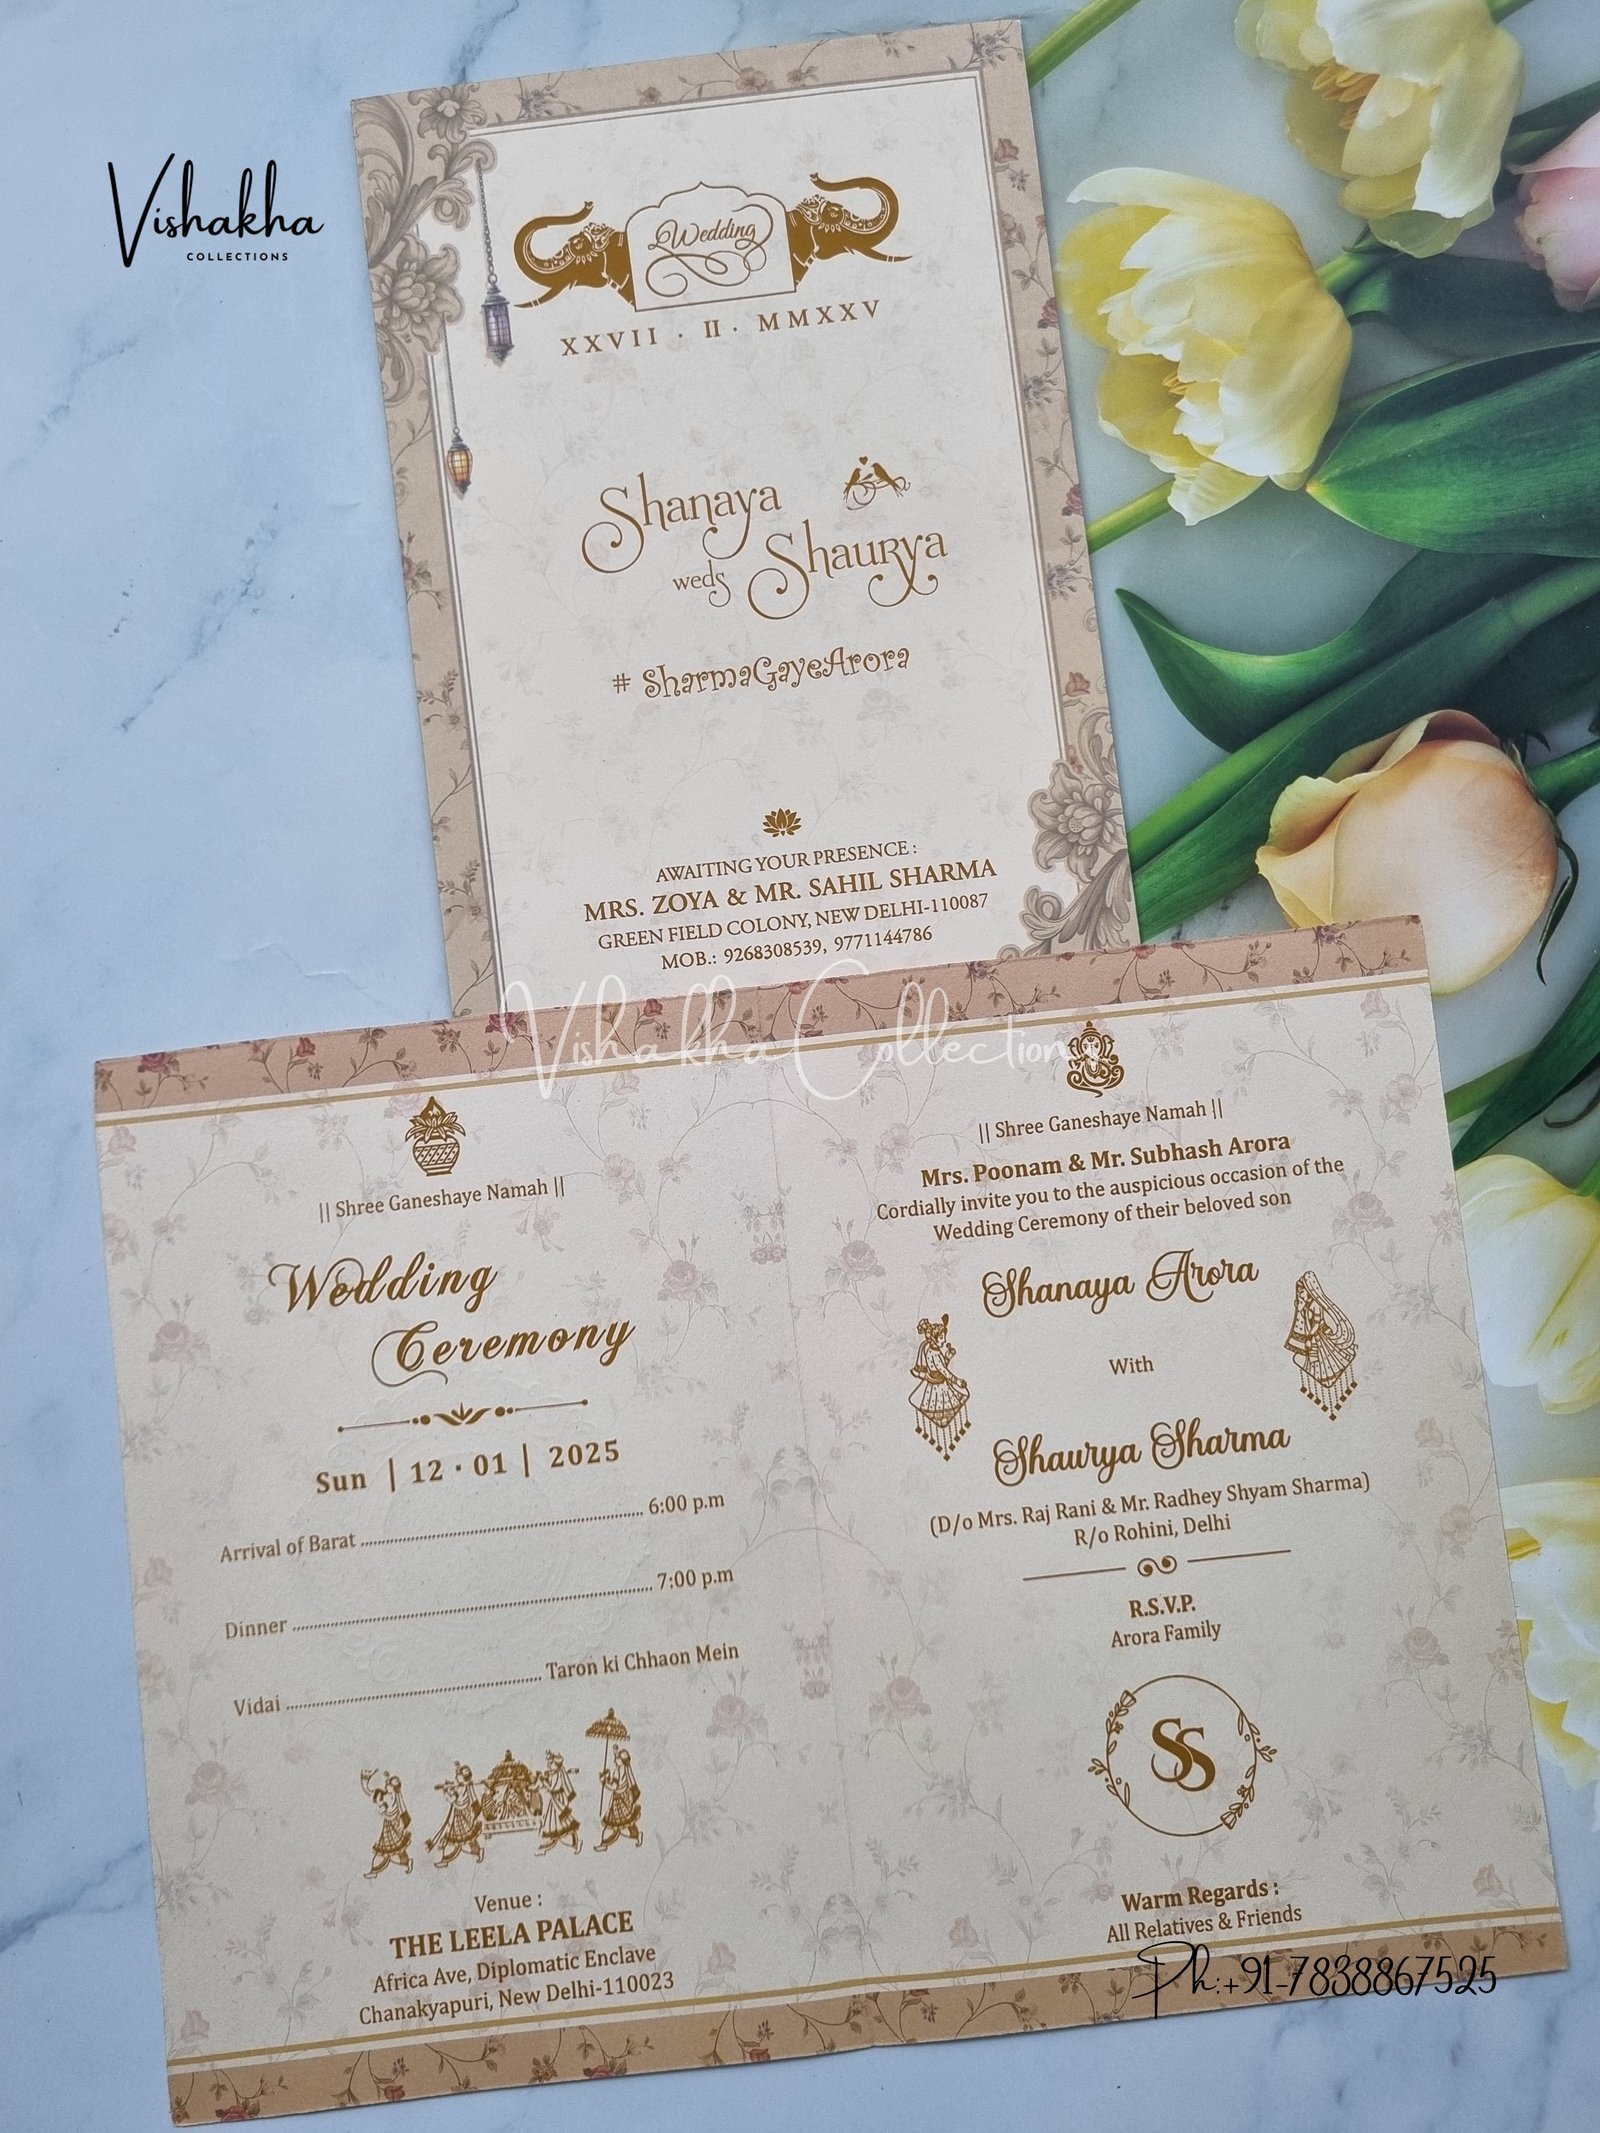 Vishakha
COLLECTIONS
Wedding
XXVII . II . MMXXV
Shanaya
weds Shaurya
# SharmaGayeArora
AWAITING YOUR PRESENCE :
MRS. ZOYA & MR. SAHIL SHARMA
GREEN FIELD COLONY, NEW DELHI-110087
MOB.: 9268308539, 9771144786
Vishakha Collections
|| Shree Ganeshaye Namah ||
Wedding
Ceremony
Sun | 12 · 01 | 2025
Arrival of Barat ........ 6:00 p.m
Dinner ........ 7:00 p.m
Vidai ........ Taron ki Chhaon Mein
Venue :
THE LEELA PALACE
Africa Ave, Diplomatic Enclave
Chanakyapuri, New Delhi-110023
|| Shree Ganeshaye Namah ||
Mrs. Poonam & Mr. Subhash Arora
Cordially invite you to the auspicious occasion of the
Wedding Ceremony of their beloved son
Shanaya Arora
With
Shaurya Sharma
(D/o Mrs. Raj Rani & Mr. Radhey Shyam Sharma)
R/o Rohini, Delhi
R.S.V.P.
Arora Family
SS
Warm Regards :
All Relatives & Friends
Ph:+91-7838867525